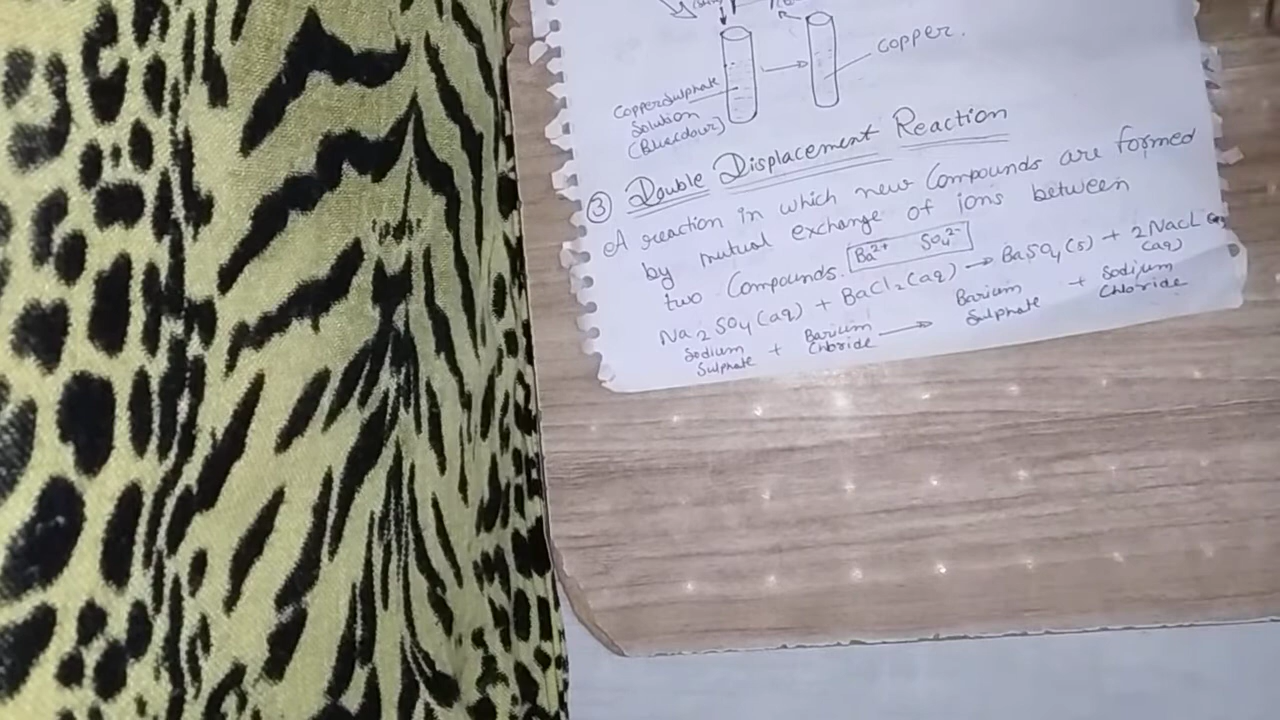 copper.
Copper Sulphate
Solution
(Bluecolour)
③ Double Displacement Reaction
A reaction in which new Compounds are formed
by mutual exchange of ions between
two Compounds. Ba²⁺ SO₄²⁻
Na₂SO₄(aq) + BaCl₂(aq) → BaSO₄(s) + 2NaCl
(aq)
Sodium Sulphate + Barium Chloride → Barium Sulphate + Sodium Chloride